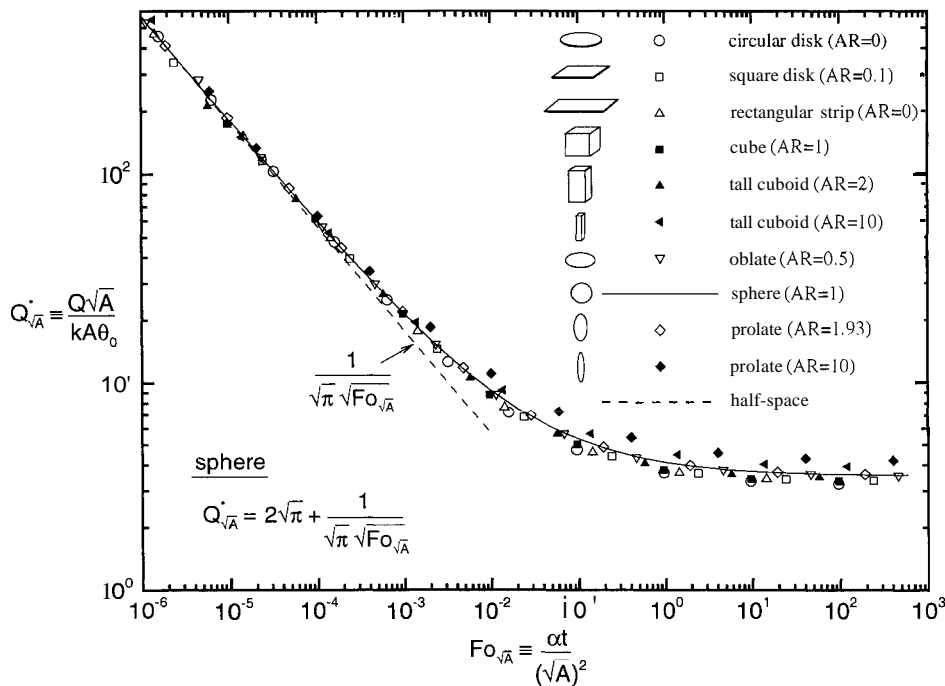 10²
10¹
10⁰
Q*√A ≡ Q√A / kAθ₀
1 / √π √Fo√A
sphere
Q*√A = 2√π + 1 / √π √Fo√A
circular disk (AR=0)
square disk (AR=0.1)
rectangular strip (AR=0)
cube (AR=1)
tall cuboid (AR=2)
tall cuboid (AR=10)
oblate (AR=0.5)
sphere (AR=1)
prolate (AR=1.93)
prolate (AR=10)
half-space
10⁻⁶ 10⁻⁵ 10⁻⁴ 10⁻³ 10⁻² 10⁻¹ 10⁰ 10¹ 10² 10³
Fo√A ≡ αt / (√A)²